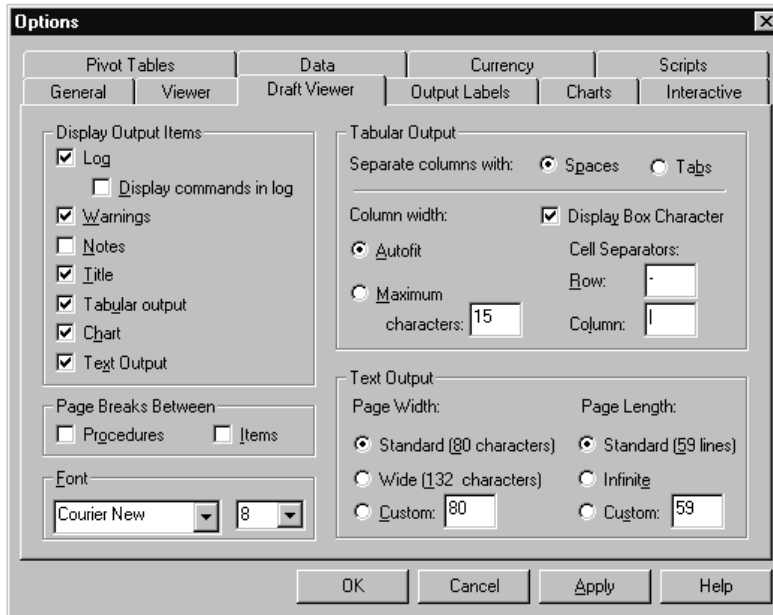 Options
Pivot Tables Data Currency Scripts
General Viewer Draft Viewer Output Labels Charts Interactive
Display Output Items
Log
Display commands in log
Warnings
Notes
Title
Tabular output
Chart
Text Output
Page Breaks Between
Procedures Items
Font
Courier New 8
Tabular Output
Separate columns with: Spaces Tabs
Column width:
Autofit
Maximum
characters: 15
Display Box Character
Cell Separators:
Row: -
Column: |
Text Output
Page Width:
Standard (80 characters)
Wide (132 characters)
Custom: 80
Page Length:
Standard (59 lines)
Infinite
Custom: 59
OK Cancel Apply Help